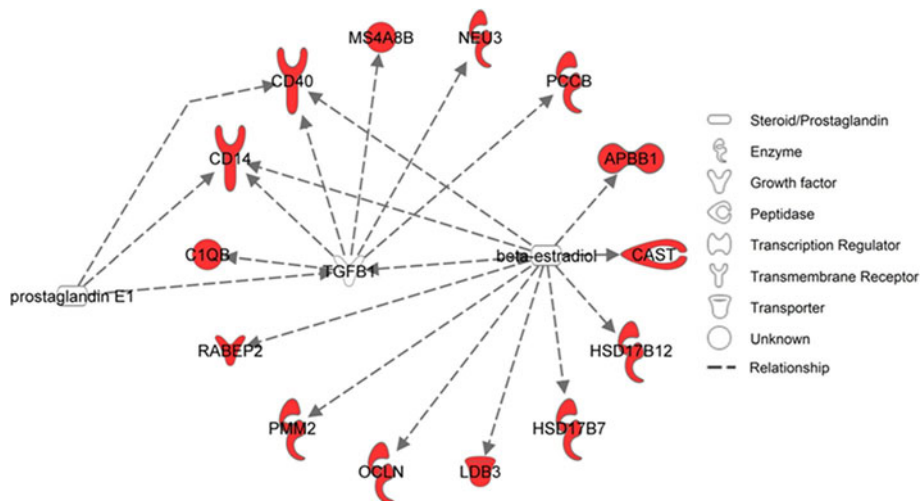 MS4A8B
NEU3
CD40
PCCB
CD14
APBB1
C1QB
TGFB1
beta-estradiol
CAST
prostaglandin E1
RABEP2
HSD17B12
PMM2
HSD17B7
OCLN
LDB3
Steroid/Prostaglandin
Enzyme
Growth factor
Peptidase
Transcription Regulator
Transmembrane Receptor
Transporter
Unknown
Relationship